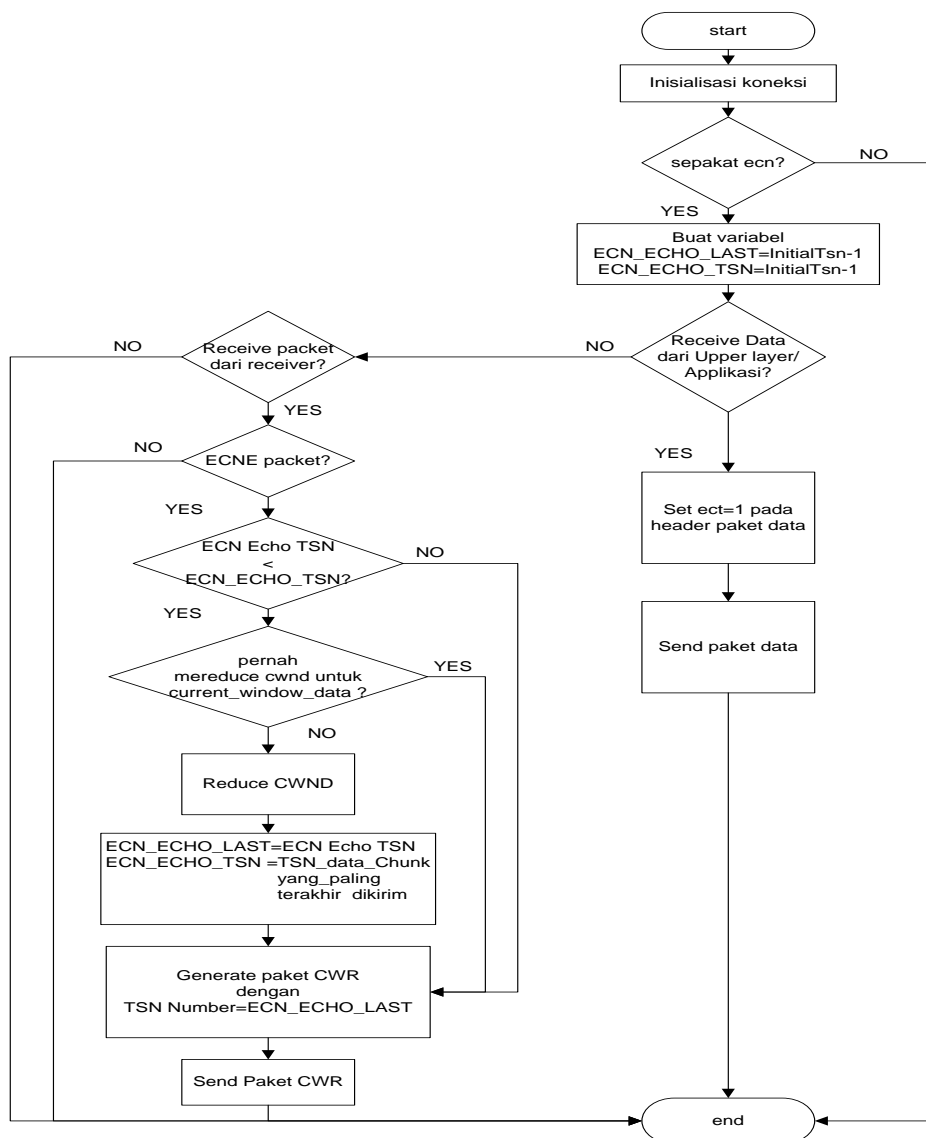 start
Inisialisasi koneksi
sepakat ecn?
NO
YES
Buat variabel
ECN_ECHO_LAST=InitialTsn-1
ECN_ECHO_TSN=InitialTsn-1
Receive Data
dari Upper layer/
Applikasi?
NO
YES
Set ect=1 pada
header paket data
Send paket data
Receive packet
dari receiver?
NO
YES
ECNE packet?
NO
YES
ECN Echo TSN
<
ECN_ECHO_TSN?
NO
YES
pernah
mereduce cwnd untuk
current_window_data ?
YES
NO
Reduce CWND
ECN_ECHO_LAST=ECN Echo TSN
ECN_ECHO_TSN =TSN_data_Chunk
yang_paling
terakhir dikirim
Generate paket CWR
dengan
TSN Number=ECN_ECHO_LAST
Send Paket CWR
end